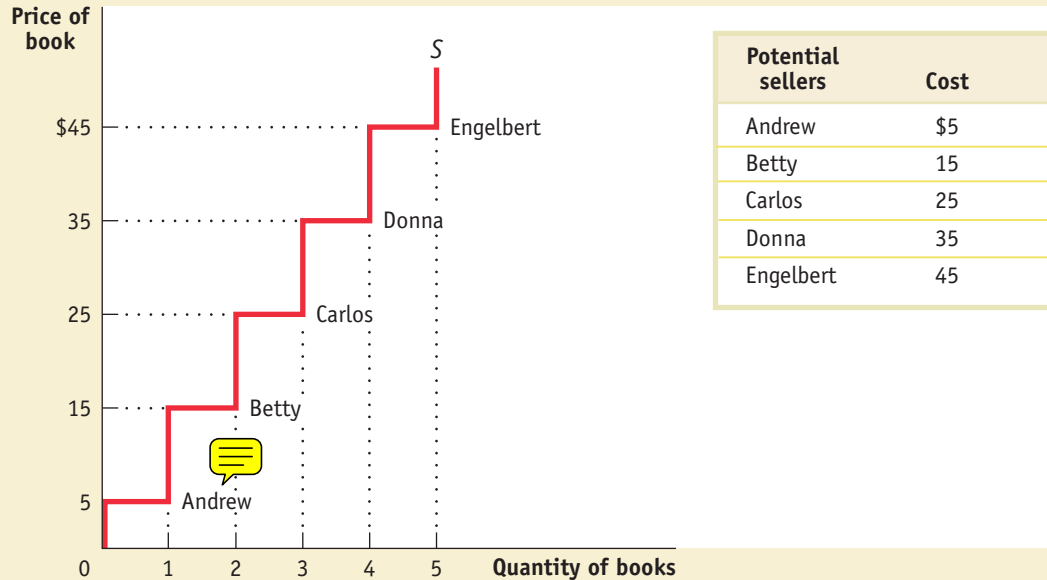 Price of
book
S
$45
Engelbert
35
Donna
25
Carlos
15
Betty
5
Andrew
0 1 2 3 4 5 Quantity of books
Potential
sellers Cost
Andrew $5
Betty 15
Carlos 25
Donna 35
Engelbert 45